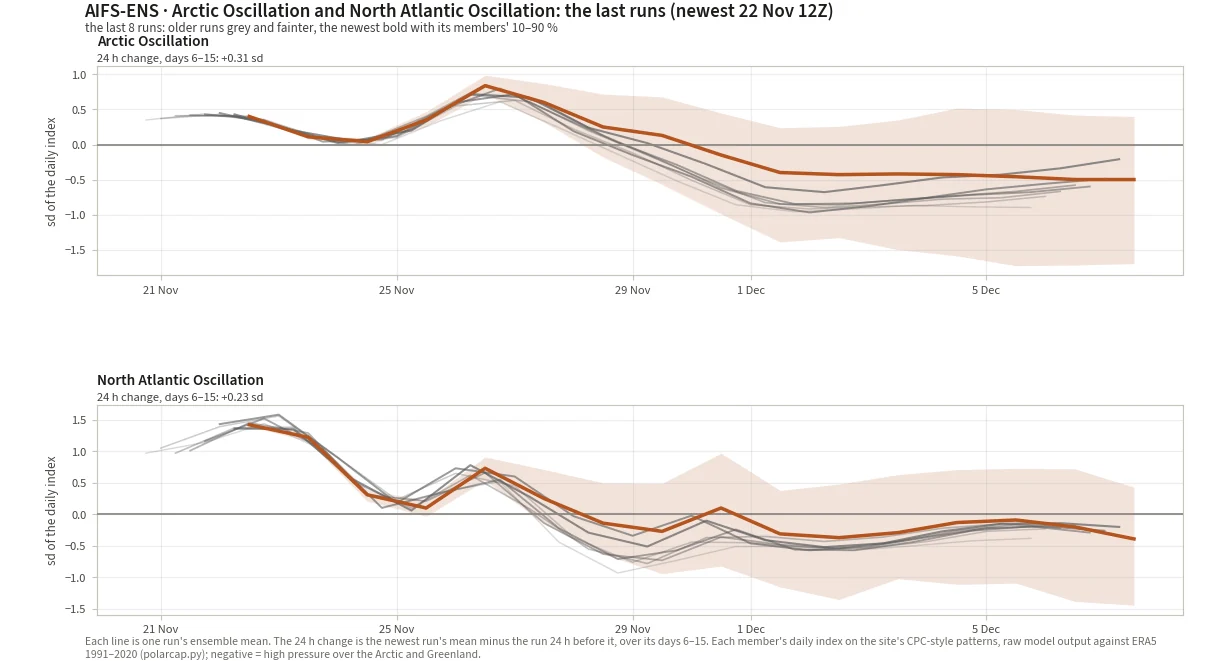 AIFS-ENS · Arctic Oscillation and North Atlantic Oscillation: the last runs (newest 22 Nov 12Z)
the last 8 runs: older runs grey and fainter, the newest bold with its members' 10–90 %
Arctic Oscillation
24 h change, days 6–15: +0.31 sd
sd of the daily index
1.0
0.5
0.0
−0.5
−1.0
−1.5
21 Nov 25 Nov 29 Nov 1 Dec 5 Dec
North Atlantic Oscillation
24 h change, days 6–15: +0.23 sd
sd of the daily index
1.5
1.0
0.5
0.0
−0.5
−1.0
−1.5
21 Nov 25 Nov 29 Nov 1 Dec 5 Dec
Each line is one run's ensemble mean. The 24 h change is the newest run's mean minus the run 24 h before it, over its days 6–15. Each member's daily index on the site's CPC-style patterns, raw model output against ERA5
1991–2020 (polarcap.py); negative = high pressure over the Arctic and Greenland.